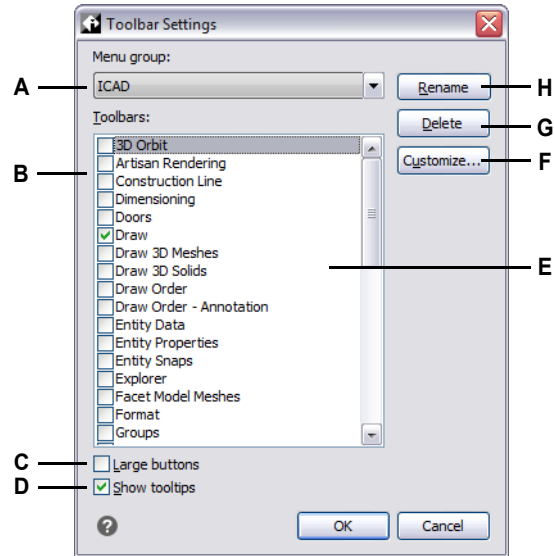 Toolbar Settings
Menu group:
A
ICAD
Rename
H
Toolbars:
Delete
G
B
3D Orbit
Artisan Rendering
Customize...
F
Construction Line
Dimensioning
Doors
Draw
Draw 3D Meshes
Draw 3D Solids
E
Draw Order
Draw Order - Annotation
Entity Data
Entity Properties
Entity Snaps
Explorer
Facet Model Meshes
Format
Groups
C
Large buttons
D
Show tooltips
?
OK
Cancel